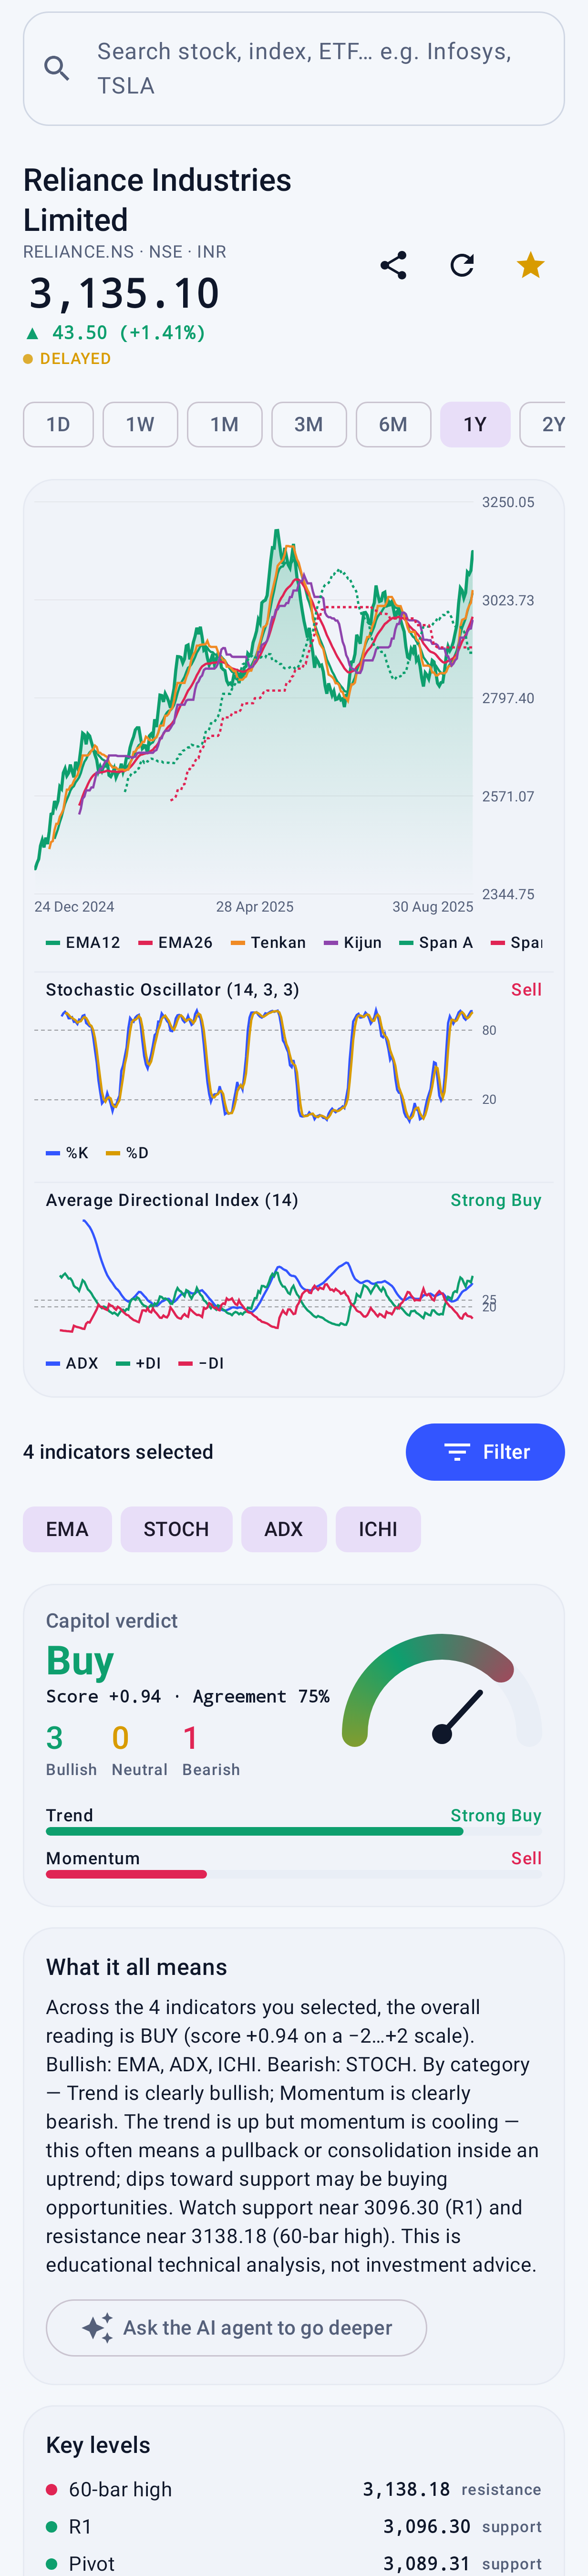 Search stock, index, ETF… e.g. Infosys,
TSLA
Reliance Industries
Limited
RELIANCE.NS · NSE · INR
3,135.10
▲ 43.50 (+1.41%)
DELAYED
1D 1W 1M 3M 6M 1Y 2Y
3250.05
3023.73
2797.40
2571.07
2344.75
24 Dec 2024 28 Apr 2025 30 Aug 2025
EMA12 EMA26 Tenkan Kijun Span A Spa
Stochastic Oscillator (14, 3, 3) Sell
80
20
%K %D
Average Directional Index (14) Strong Buy
25
20
ADX +DI −DI
4 indicators selected Filter
EMA STOCH ADX ICHI
Capitol verdict
Buy
Score +0.94 · Agreement 75%
3 0 1
Bullish Neutral Bearish
Trend Strong Buy
Momentum Sell
What it all means
Across the 4 indicators you selected, the overall
reading is BUY (score +0.94 on a −2…+2 scale).
Bullish: EMA, ADX, ICHI. Bearish: STOCH. By category
— Trend is clearly bullish; Momentum is clearly
bearish. The trend is up but momentum is cooling —
this often means a pullback or consolidation inside an
uptrend; dips toward support may be buying
opportunities. Watch support near 3096.30 (R1) and
resistance near 3138.18 (60-bar high). This is
educational technical analysis, not investment advice.
Ask the AI agent to go deeper
Key levels
60-bar high 3,138.18 resistance
R1 3,096.30 support
Pivot 3,089.31 support